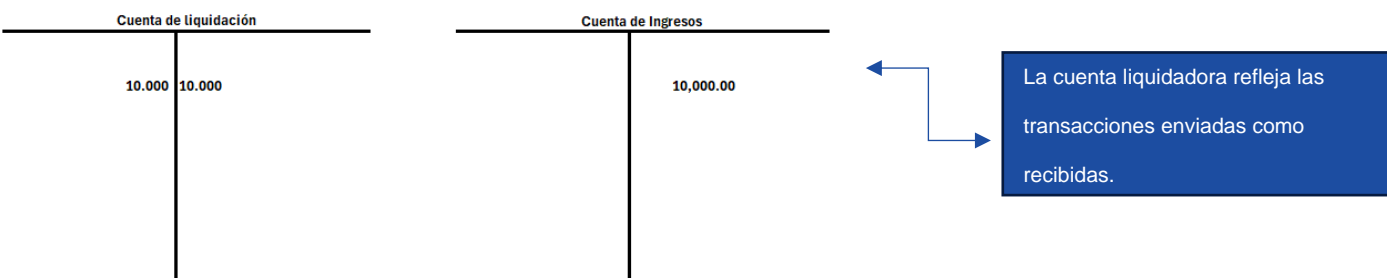 Cuenta de liquidación
Cuenta de Ingresos
10.000 10.000
10,000.00
La cuenta liquidadora refleja las
transacciones enviadas como
recibidas.